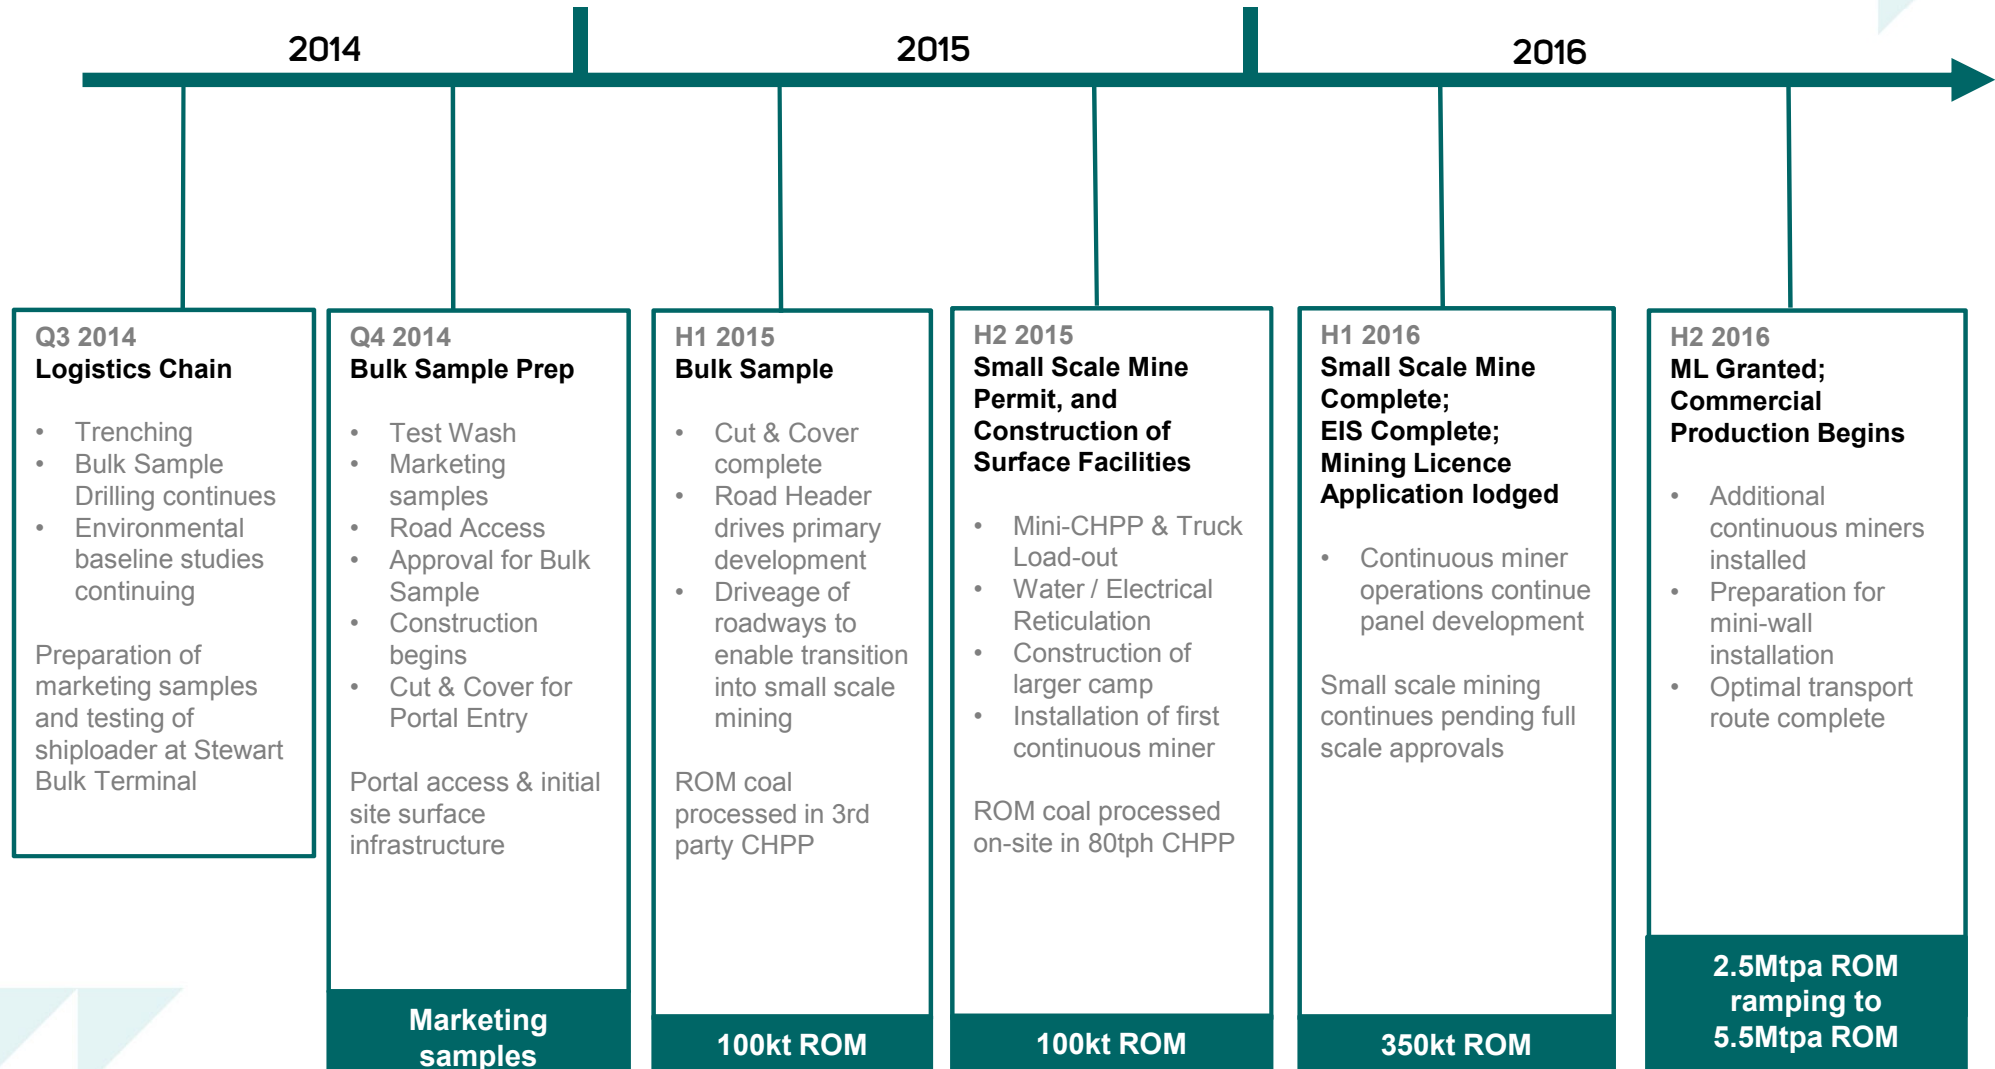 2014
2015
2016
Q3 2014
Logistics Chain
• Trenching
• Bulk Sample
Drilling continues
• Environmental
baseline studies
continuing
Preparation of
marketing samples
and testing of
shiploader at Stewart
Bulk Terminal
Q4 2014
Bulk Sample Prep
• Test Wash
• Marketing
samples
• Road Access
• Approval for Bulk
Sample
• Construction
begins
• Cut & Cover for
Portal Entry
Portal access & initial
site surface
infrastructure
Marketing
samples
H1 2015
Bulk Sample
• Cut & Cover
complete
• Road Header
drives primary
development
• Driveage of
roadways to
enable transition
into small scale
mining
ROM coal
processed in 3rd
party CHPP
100kt ROM
H2 2015
Small Scale Mine
Permit, and
Construction of
Surface Facilities
• Mini-CHPP & Truck
Load-out
• Water / Electrical
Reticulation
• Construction of
larger camp
• Installation of first
continuous miner
ROM coal processed
on-site in 80tph CHPP
100kt ROM
H1 2016
Small Scale Mine
Complete;
EIS Complete;
Mining Licence
Application lodged
• Continuous miner
operations continue
panel development
Small scale mining
continues pending full
scale approvals
350kt ROM
H2 2016
ML Granted;
Commercial
Production Begins
• Additional
continuous miners
installed
• Preparation for
mini-wall
installation
• Optimal transport
route complete
2.5Mtpa ROM
ramping to
5.5Mtpa ROM